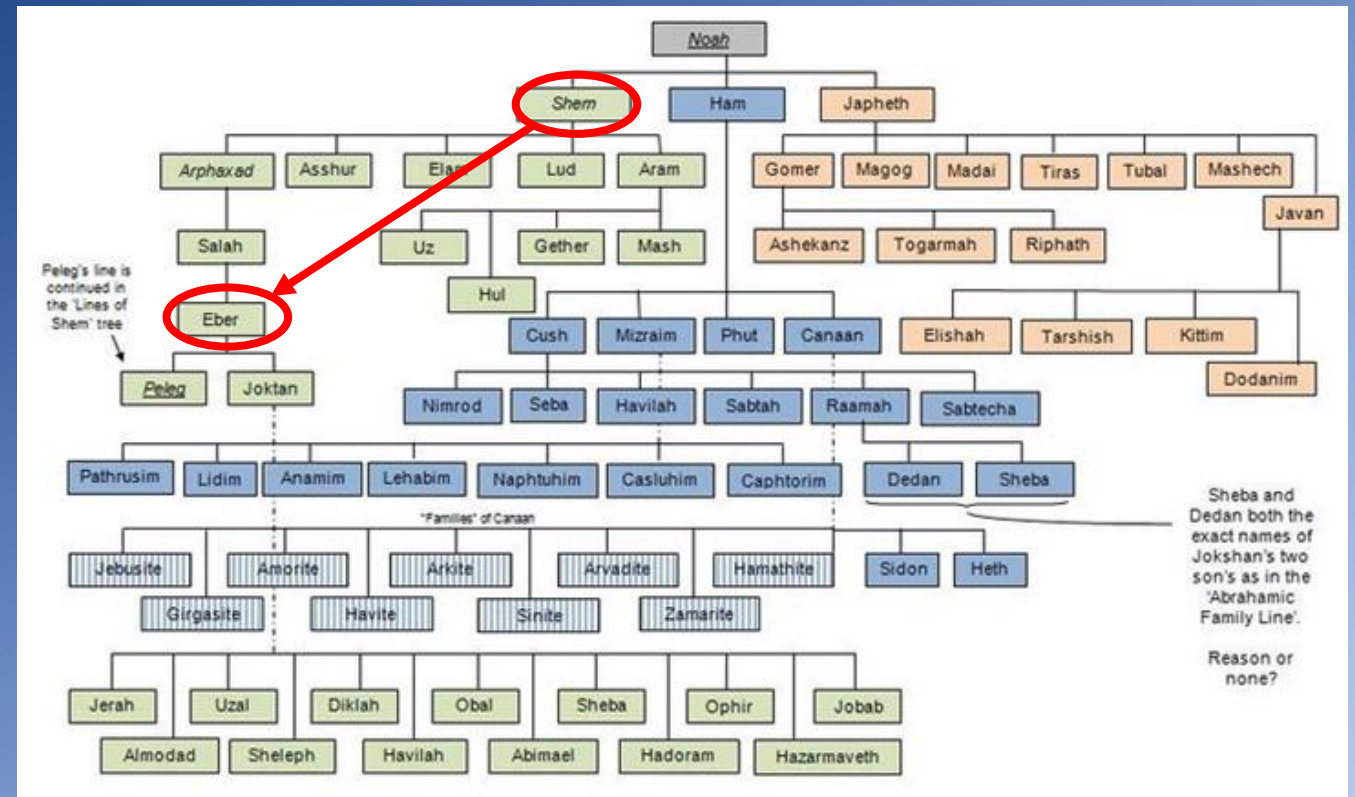 Noah
Shem Ham Japheth
Arphaxad Asshur Elam Lud Aram Gomer Magog Madai Tiras Tubal Mashech
Javan
Salah Uz Gether Mash Ashekanz Togarmah Riphath
Hul
Peleg's line is
continued in
the 'Lines of
Shem' tree
Eber Cush Mizraim Phut Canaan Elishah Tarshish Kittim
Dodanim
Peleg Joktan Nimrod Seba Havilah Sabtah Raamah Sabtecha
Pathrusim Lidim Anamim Lehabim Naphtuhim Casluhim Caphtorim Dedan Sheba
Sheba and
Dedan both the
exact names of
Jokshan's two
son's as in the
'Abrahamic
Family Line'.
Reason or
none?
"Families" of Canaan
Jebusite Amorite Arkite Arvadite Hamathite Sidon Heth
Girgasite Havite Sinite Zamarite
Jerah Uzal Diklah Obal Sheba Ophir Jobab
Almodad Sheleph Havilah Abimael Hadoram Hazarmaveth